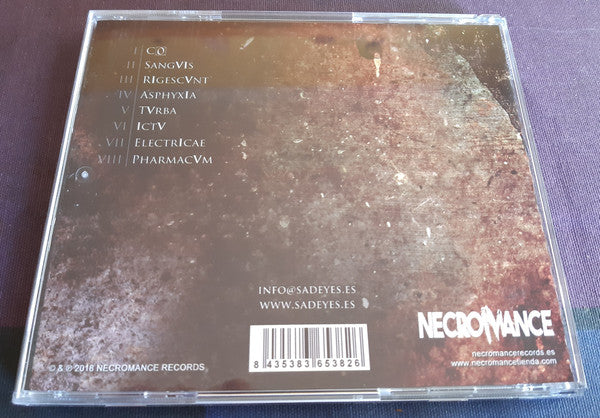 I CO
II SANGVIS
III RIGESCVNT
IV ASPHYXIA
V TVRBA
VI ICTV
VII ELECTRICAE
VIII PHARMACVM
INFO@SADEYES.ES
WWW.SADEYES.ES
8 435383 653826
NECROMANCE
necromancerecords.es
www.necromancetienda.com
© & ℗ 2018 NECROMANCE RECORDS